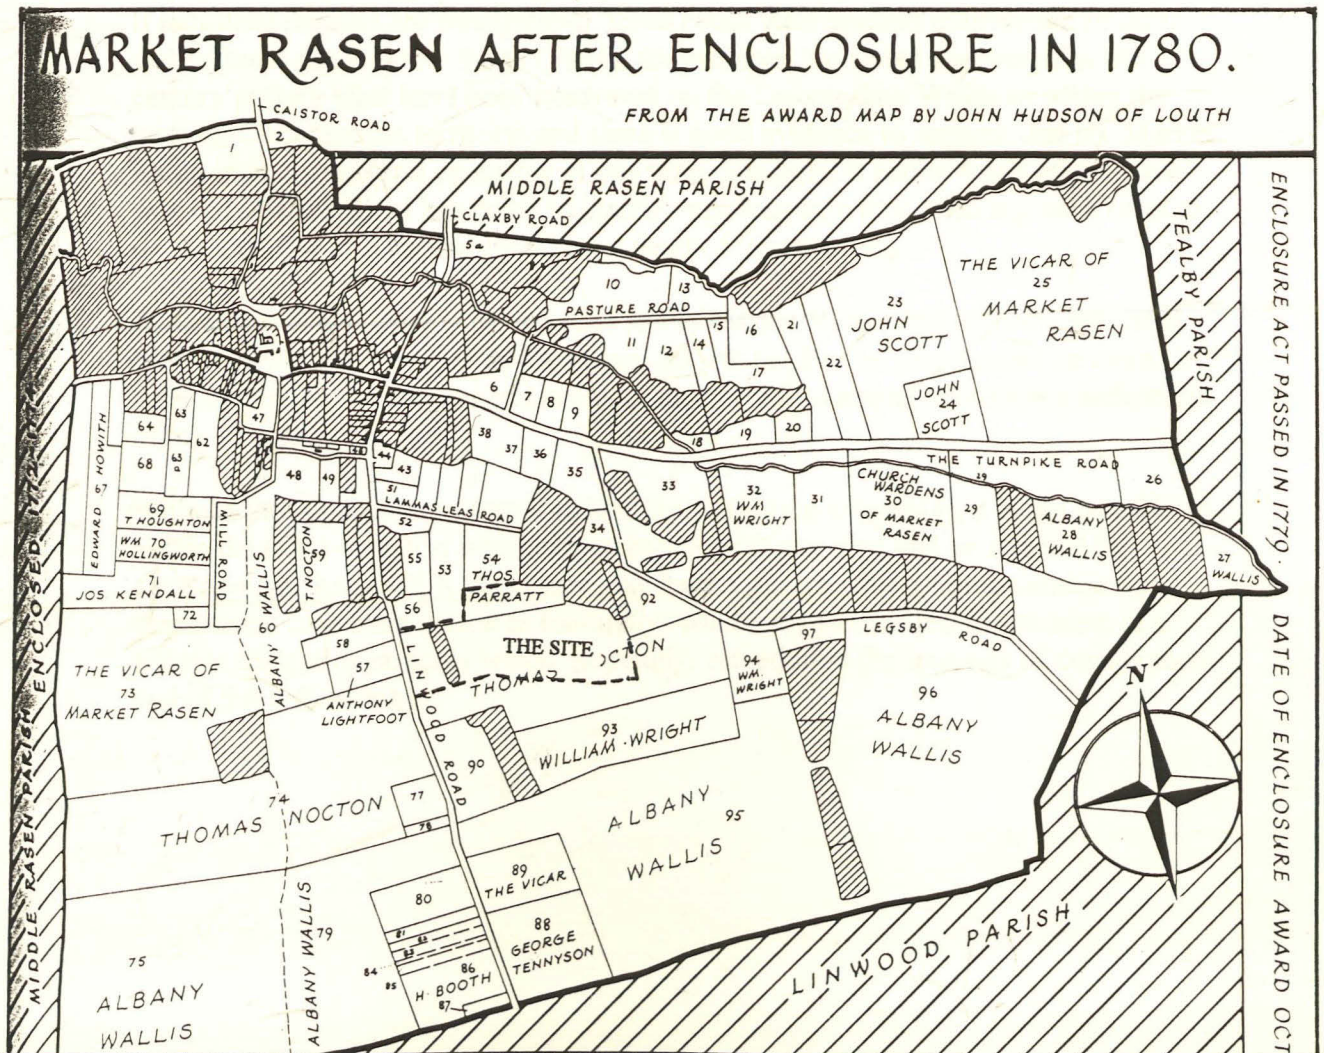 MARKET RASEN AFTER ENCLOSURE IN 1780.
FROM THE AWARD MAP BY JOHN HUDSON OF LOUTH
CAISTOR ROAD
1
2
MIDDLE RASEN PARISH
CLAXBY ROAD
5a
TEALBY PARISH
ENCLOSURE ACT PASSED IN 1779. DATE OF ENCLOSURE AWARD OCT
MIDDLE RASEN PARISH ENCLOSED
10
13
PASTURE ROAD
11
12
14
15
16
17
21
22
23
JOHN
SCOTT
JOHN
24
SCOTT
THE VICAR OF
25
MARKET
RASEN
6
7
8
9
18
19
20
THE TURNPIKE ROAD
26
27
WALLIS
ALBANY
28
WALLIS
29
29
CHURCH
WARDENS
30
OF MARKET
RASEN
31
32
WM
WRIGHT
33
34
35
36
37
38
43
44
47
48
49
51
LAMMAS LEAS ROAD
52
53
54
THOS.
PARRATT
55
56
EDWARD HOWITH
67
64
63
63
a
62
68
69
T HOUGHTON
WM 70
HOLLINGWORTH
71
JOS KENDALL
72
MILL ROAD
ALBANY WALLIS
60
T NOCTON
59
58
57
ANTHONY
LIGHTFOOT
THE SITE
THOMAS
OCTON
LINWOOD ROAD
92
97
LEGSBY ROAD
94
WM.
WRIGHT
93
WILLIAM WRIGHT
96
ALBANY
WALLIS
N
THE VICAR OF
73
MARKET RASEN
74
THOMAS NOCTON
77
78
90
ALBANY
95
WALLIS
89
THE VICAR
88
GEORGE
TENNYSON
80
81
82
83
84
85
86
H. BOOTH
87
79
ALBANY WALLIS
75
ALBANY
WALLIS
LINWOOD PARISH